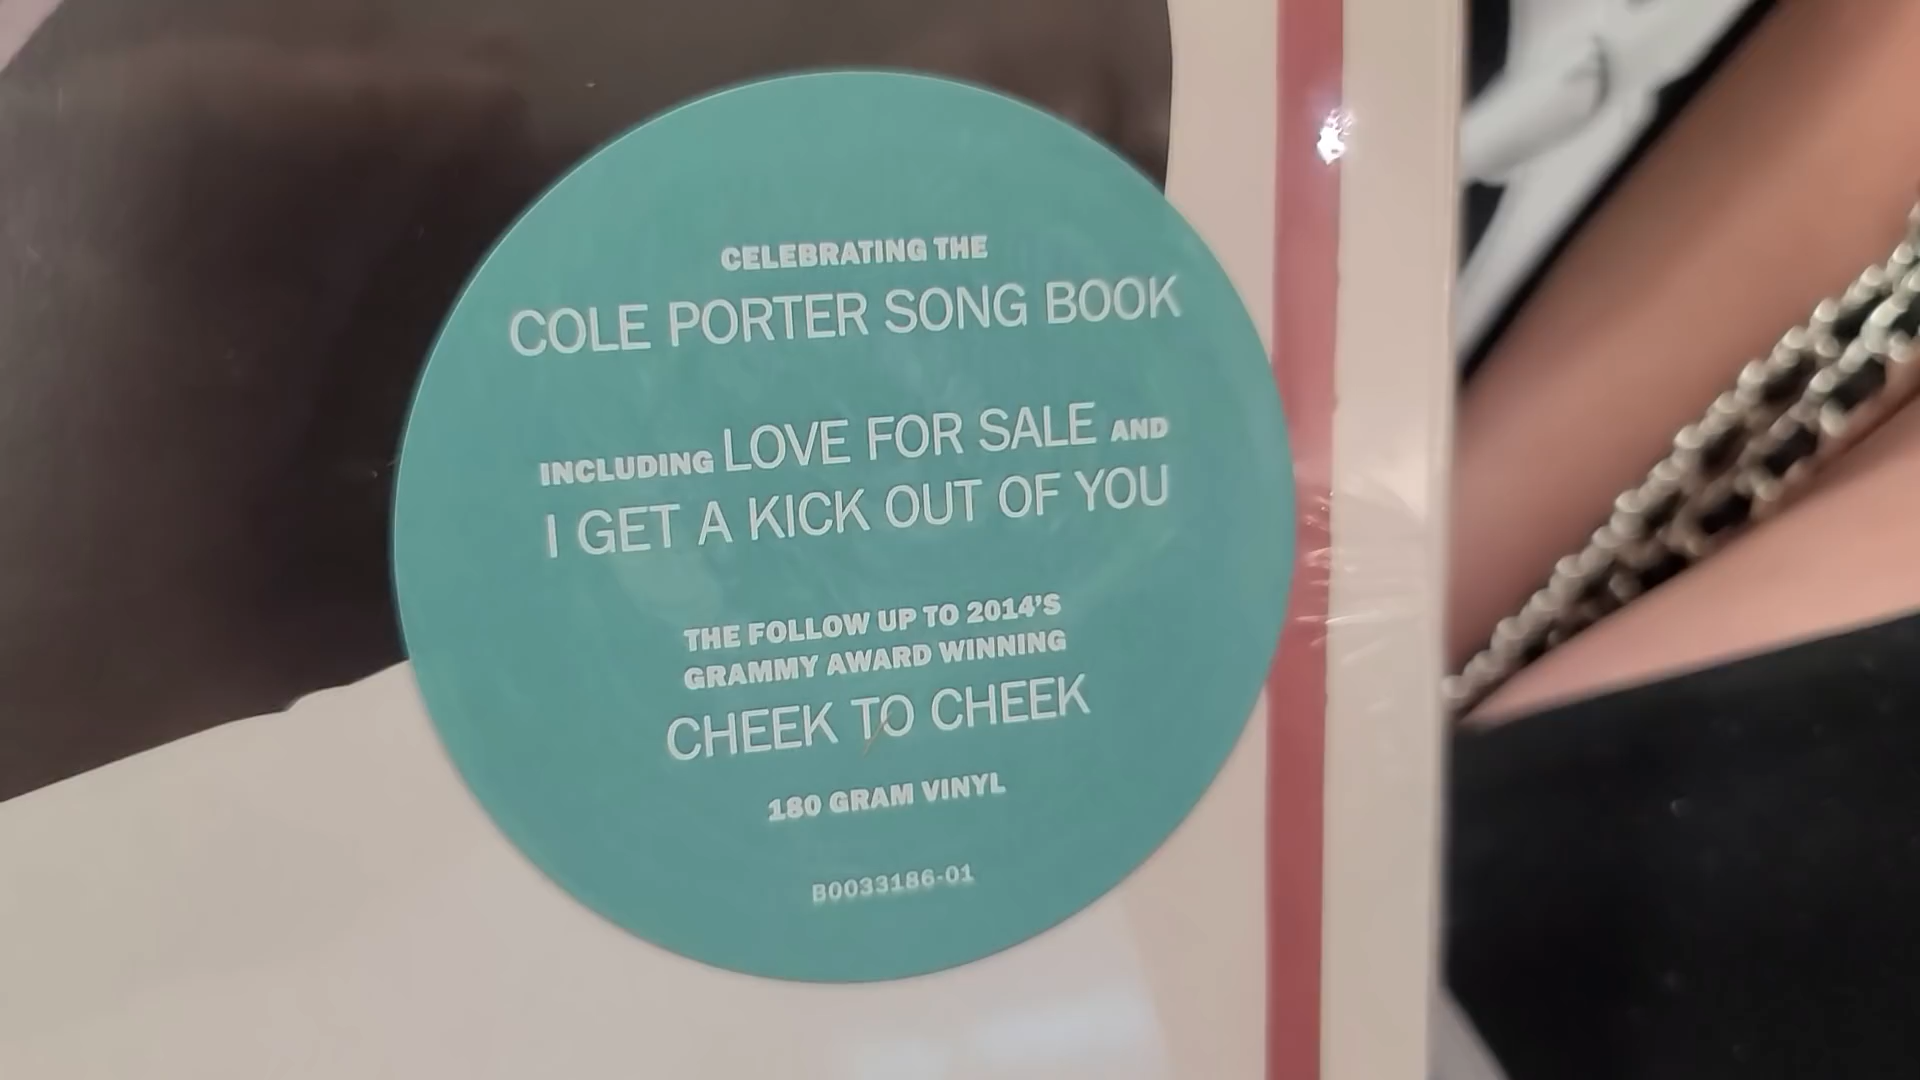 CELEBRATING THE
COLE PORTER SONG BOOK
INCLUDING LOVE FOR SALE AND
I GET A KICK OUT OF YOU
THE FOLLOW UP TO 2014'S
GRAMMY AWARD WINNING
CHEEK TO CHEEK
180 GRAM VINYL
B0033186-01